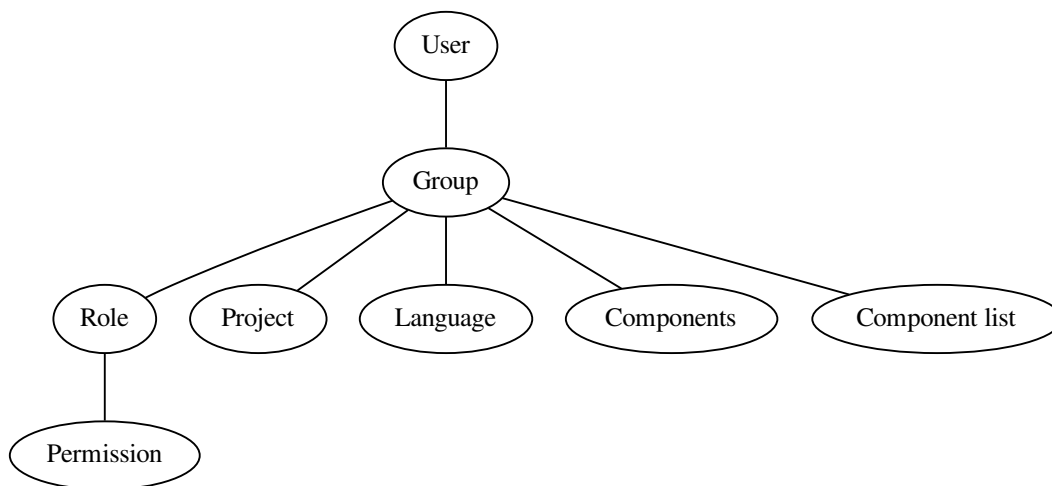 User
Group
Role
Project
Language
Components
Component list
Permission